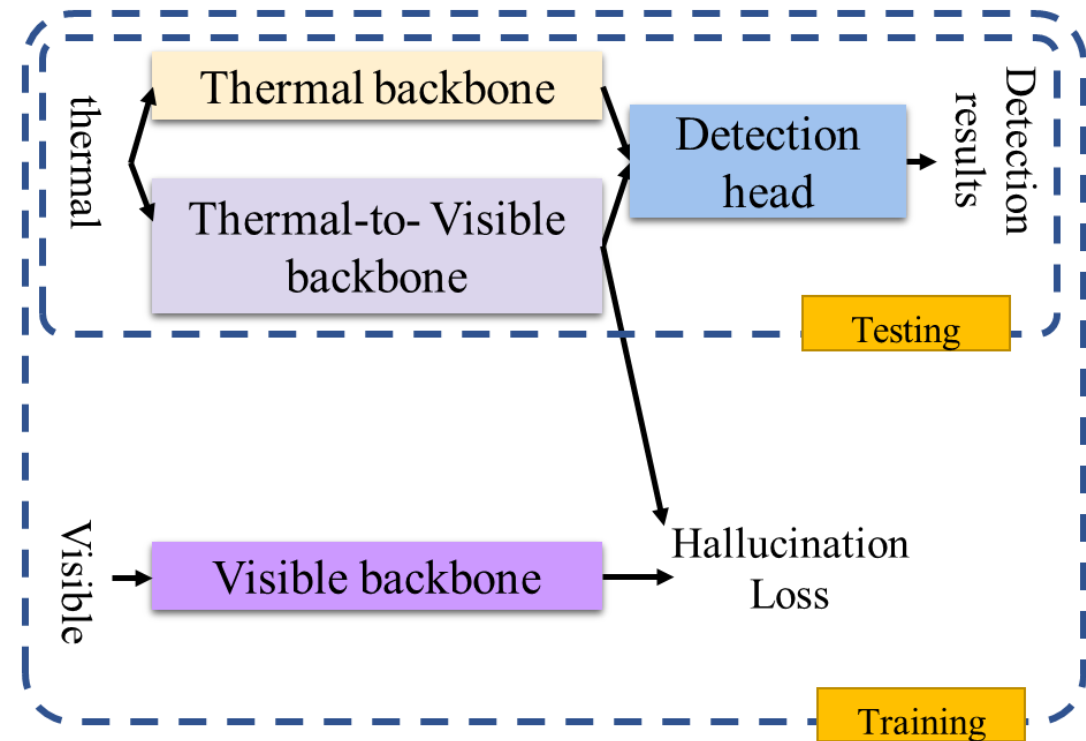 thermal
Thermal backbone
Thermal-to- Visible
backbone
Detection
head
Detection
results
Testing
Visible
Visible backbone
Hallucination
Loss
Training